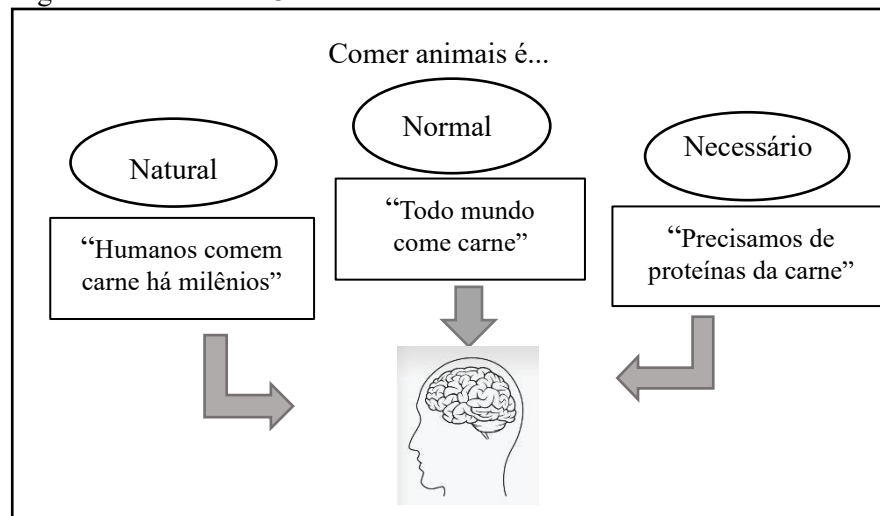 Comer animais é...
Natural
“Humanos comem
carne há milênios”
Normal
“Todo mundo
come carne”
Necessário
“Precisamos de
proteínas da carne”